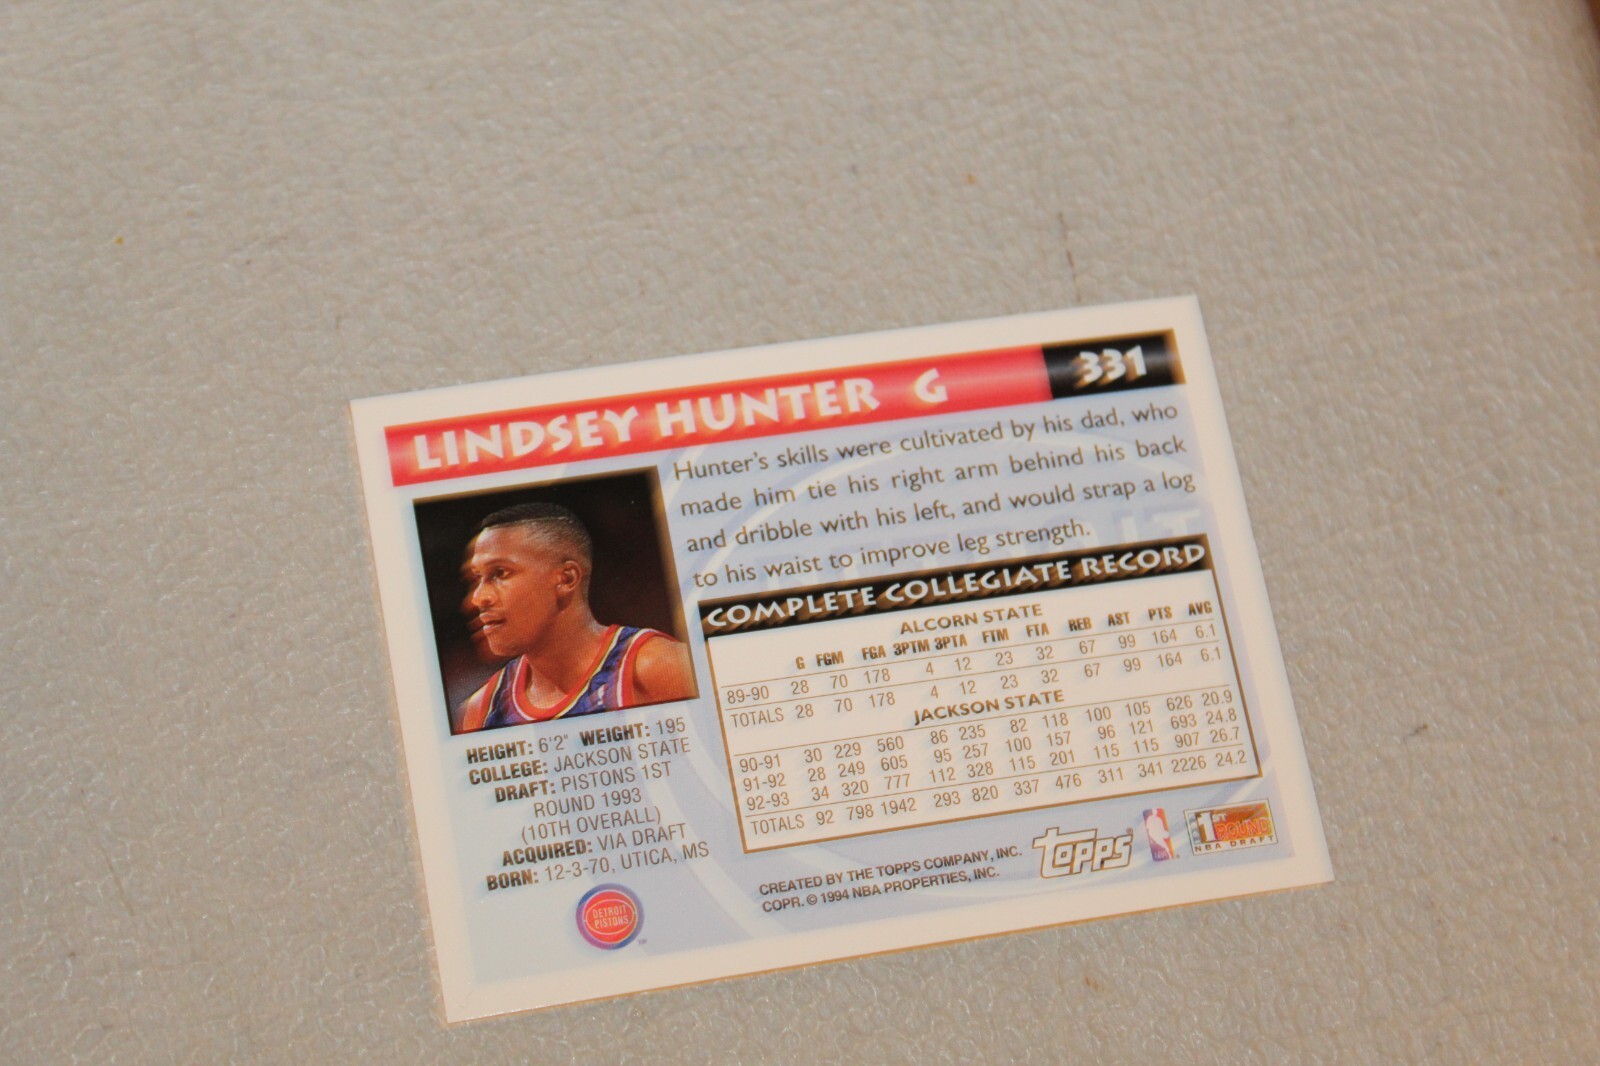 LINDSEY HUNTER G 331
Hunter's skills were cultivated by his dad, who
made him tie his right arm behind his back
and dribble with his left, and would strap a log
to his waist to improve leg strength.
HEIGHT: 6'2" WEIGHT: 195
COLLEGE: JACKSON STATE
DRAFT: PISTONS 1ST
ROUND 1993
(10TH OVERALL)
ACQUIRED: VIA DRAFT
BORN: 12-3-70, UTICA, MS
DETROIT
PISTONS
COMPLETE COLLEGIATE RECORD
ALCORN STATE
G FGM FGA 3PTM 3PTA FTM FTA REB AST PTS AVG
89-90 28 70 178 4 12 23 32 67 99 164 6.1
TOTALS 28 70 178 4 12 23 32 67 99 164 6.1
JACKSON STATE
90-91 30 229 560 86 235 82 118 100 105 626 20.9
91-92 28 249 605 95 257 100 157 96 121 693 24.8
92-93 34 320 777 112 328 115 201 115 115 907 26.7
TOTALS 92 798 1942 293 820 337 476 311 341 2226 24.2
CREATED BY THE TOPPS COMPANY, INC.
COPR. © 1994 NBA PROPERTIES, INC.
Topps
1ST
ROUND
NBA DRAFT